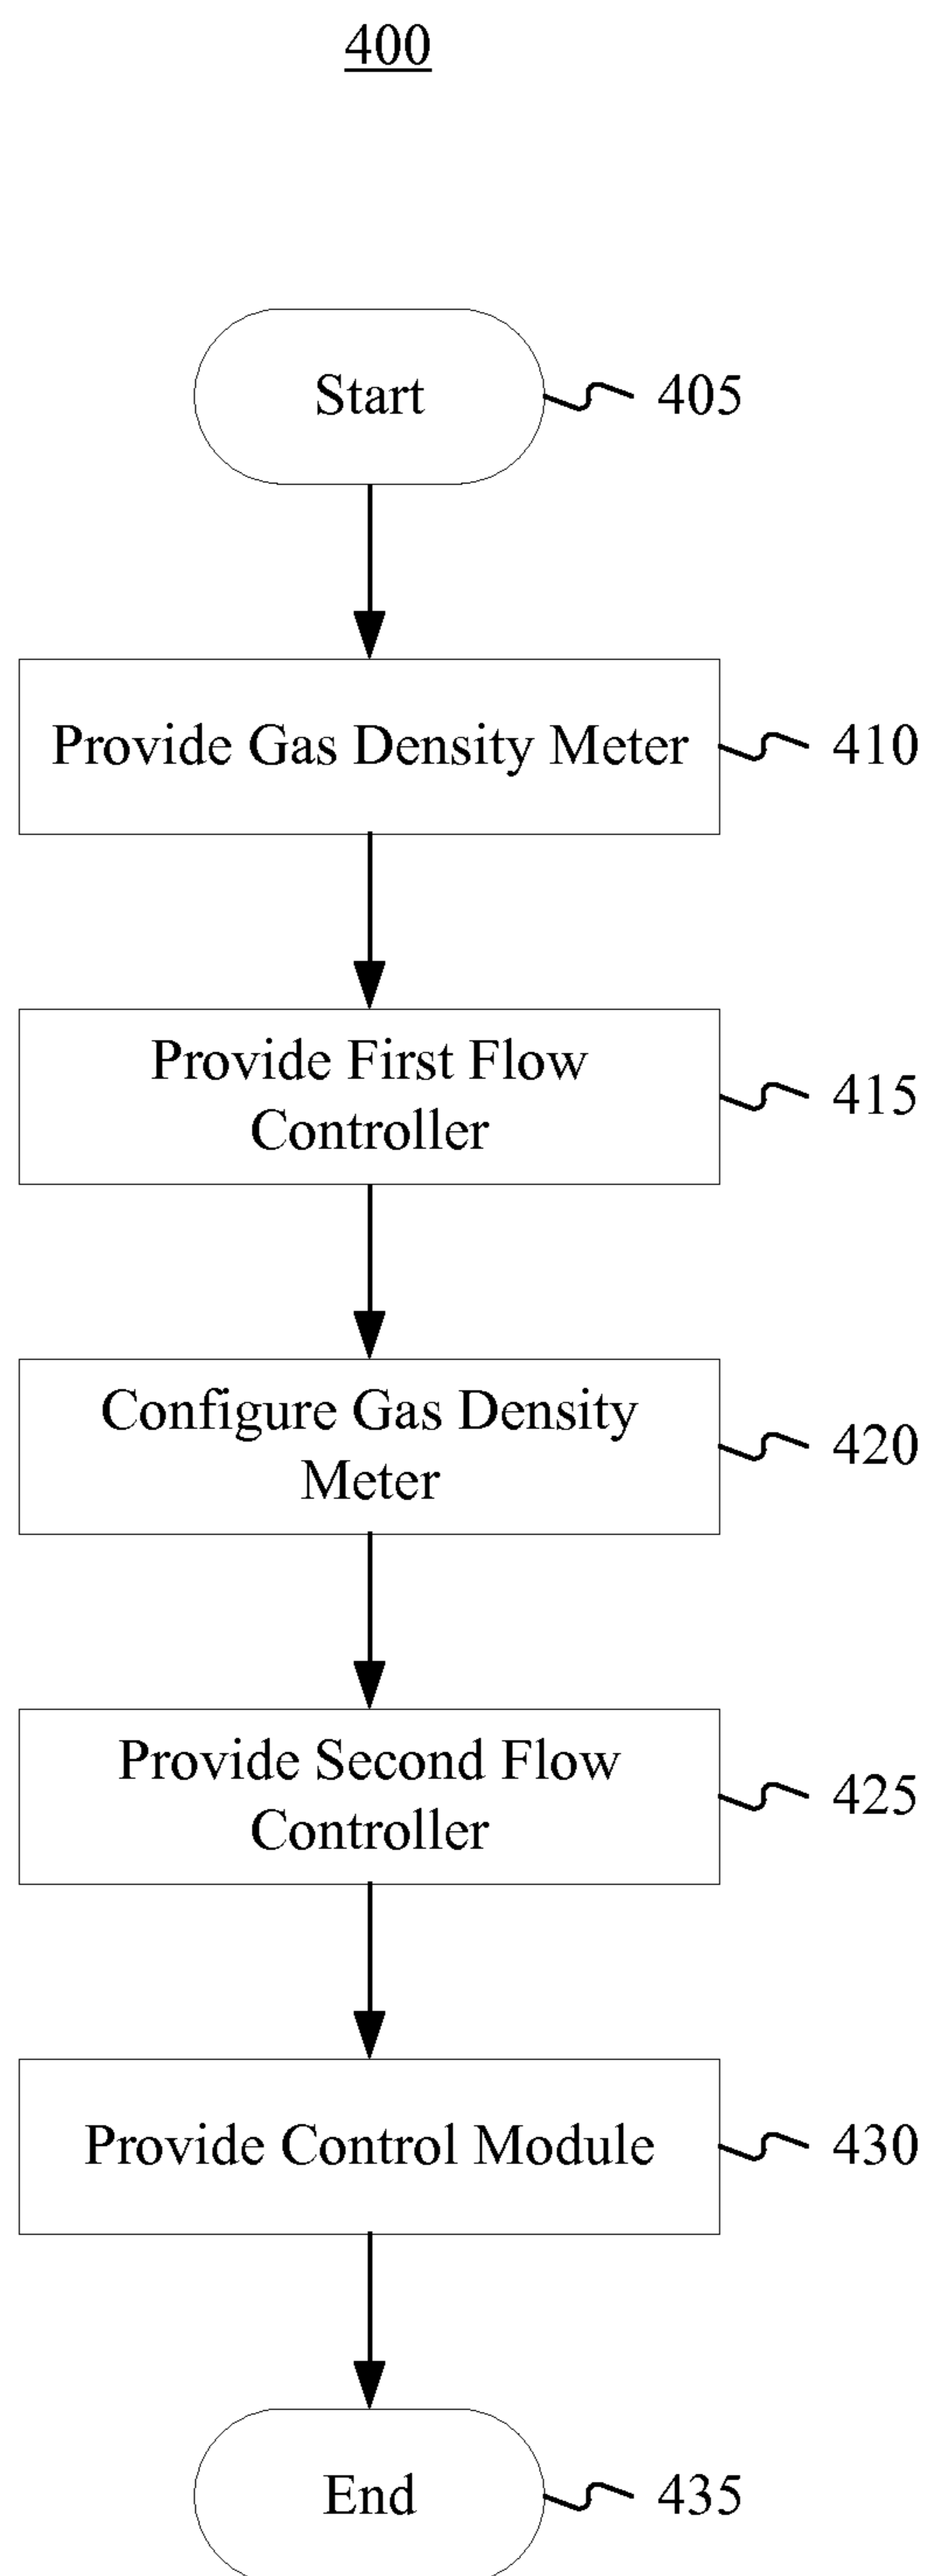 400
Start
405
Provide Gas Density Meter
410
Provide First Flow
Controller
415
Configure Gas Density
Meter
420
Provide Second Flow
Controller
425
Provide Control Module
430
End
435